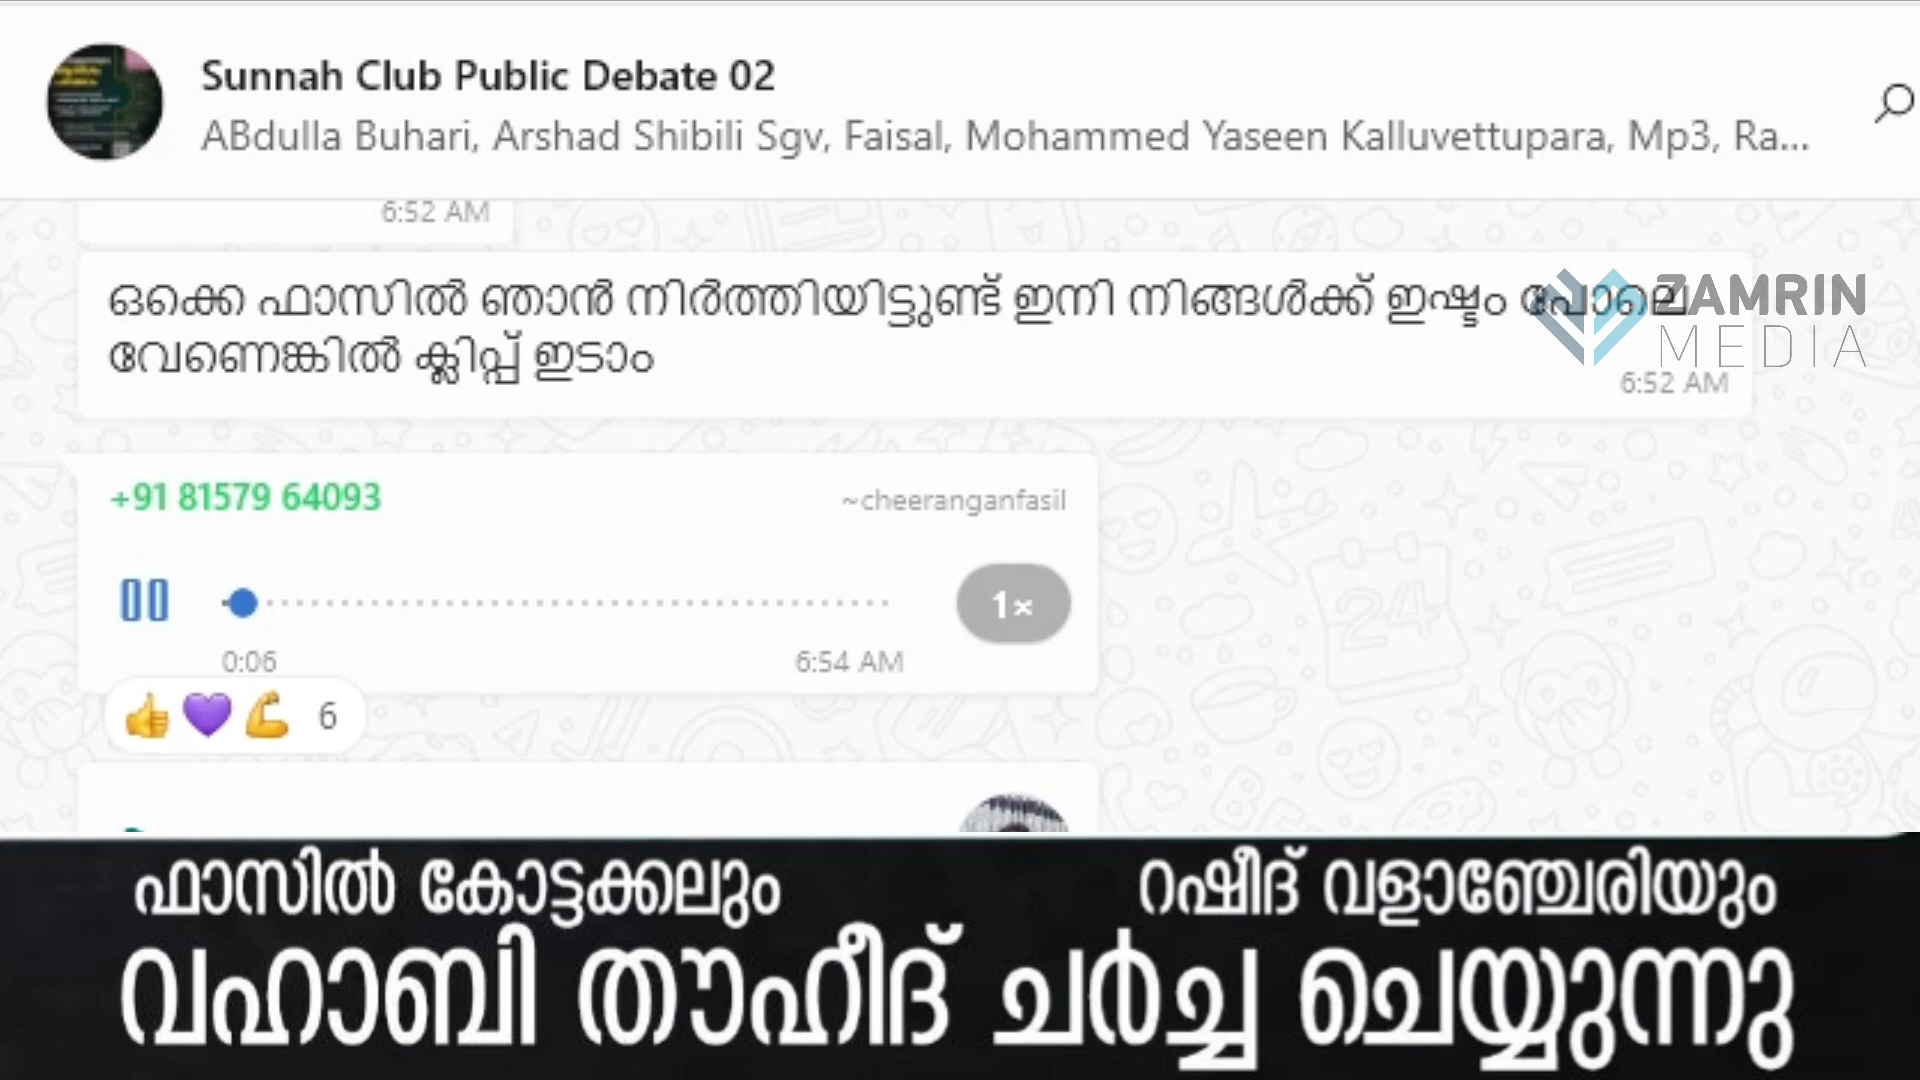 Sunnah Club Public Debate 02
ABdulla Buhari, Arshad Shibili Sgv, Faisal, Mohammed Yaseen Kalluvettupara, Mp3, Ra...
6:52 AM
ഒക്കെ ഫാസിൽ ഞാൻ നിർത്തിയിട്ടുണ്ട് ഇനി നിങ്ങൾക്ക് ഇഷ്ടം പോലെ
വേണെങ്കിൽ ക്ലിപ്പ് ഇടാം
6:52 AM
ZAMRIN
MEDIA
+91 81579 64093 ~cheeranganfasil
1×
0:06 6:54 AM
6
ഫാസിൽ കോട്ടക്കലും റഷീദ് വളാഞ്ചേരിയും
വഹാബി തൗഹീദ് ചർച്ച ചെയ്യുന്നു